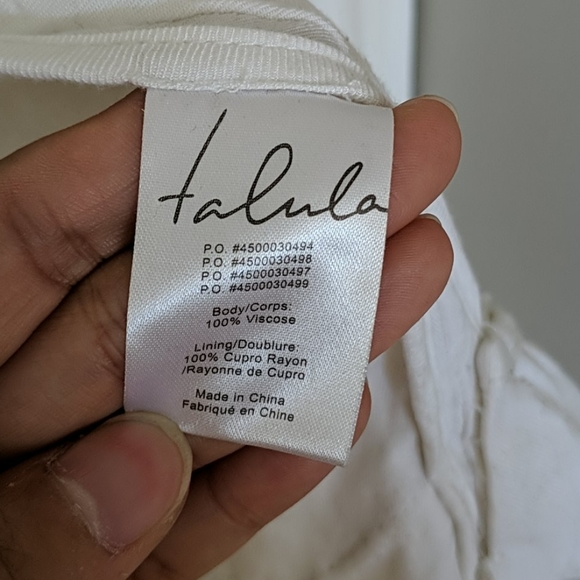 talula
P.O. #4500030494
P.O. #4500030498
P.O. #4500030497
P.O. #4500030499
Body/Corps:
100% Viscose
Lining/Doublure:
100% Cupro Rayon
/Rayonne de Cupro
Made in China
Fabriqué en Chine